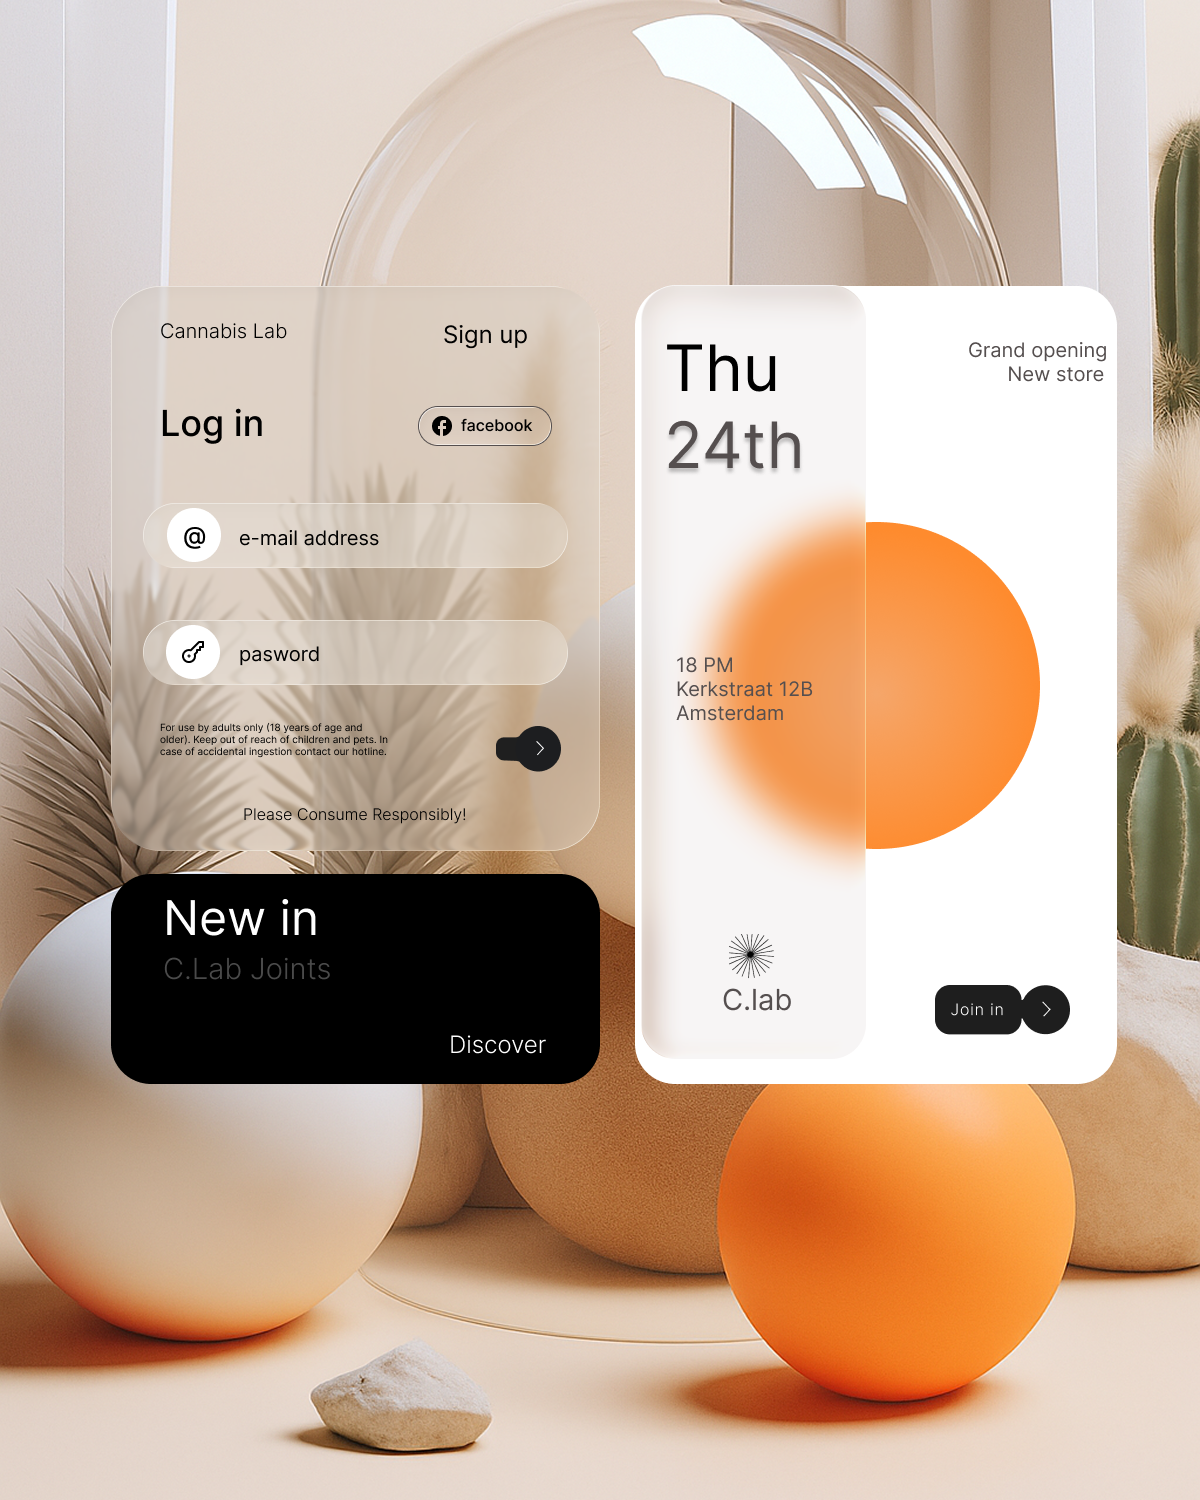 Cannabis Lab
Sign up
Log in
facebook
@
e-mail address
pasword
For use by adults only (18 years of age and
older). Keep out of reach of children and pets. In
case of accidental ingestion contact our hotline.
Please Consume Responsibly!
New in
C.Lab Joints
Discover
Thu
24th
Grand opening
New store
18 PM
Kerkstraat 12B
Amsterdam
C.lab
Join in